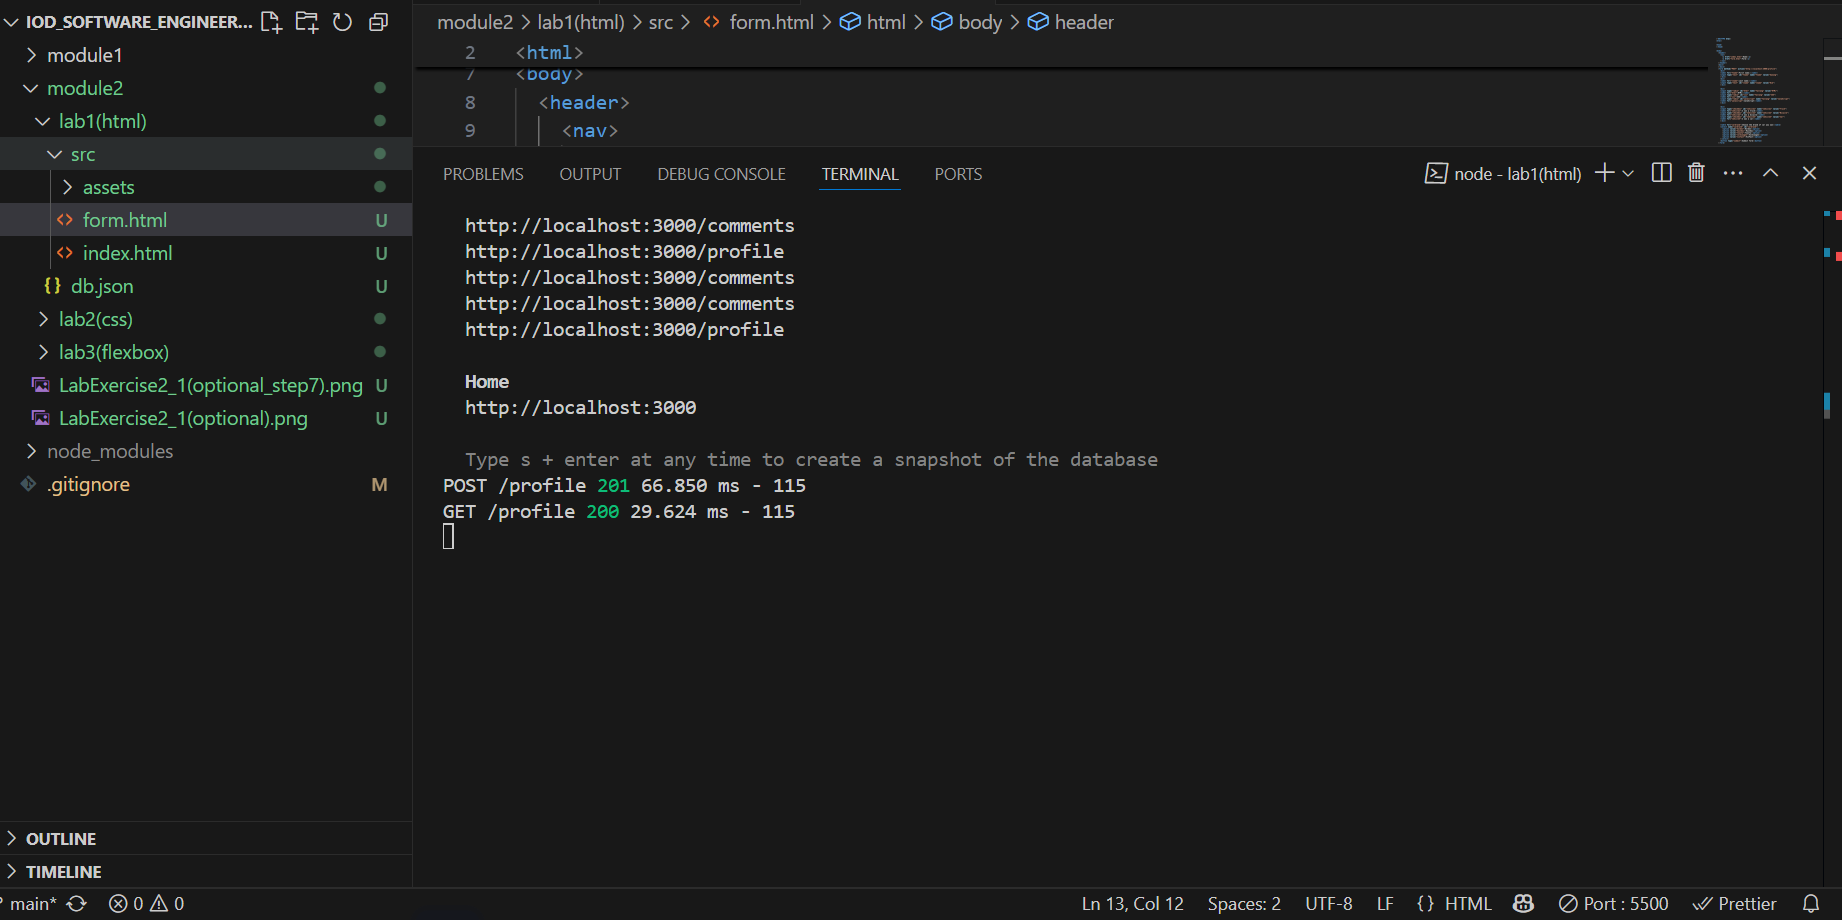 IOD_SOFTWARE_ENGINEER...
module1
module2
lab1(html)
src
assets
form.html U
index.html U
{} db.json U
lab2(css)
lab3(flexbox)
LabExercise2_1(optional_step7).png U
LabExercise2_1(optional).png U
node_modules
.gitignore M
OUTLINE
TIMELINE
module2 > lab1(html) > src > <> form.html > html > body > header
2 <html>
7 <body>
8 <header>
9 <nav>
PROBLEMS OUTPUT DEBUG CONSOLE TERMINAL PORTS
node - lab1(html)
http://localhost:3000/comments
http://localhost:3000/profile
http://localhost:3000/comments
http://localhost:3000/comments
http://localhost:3000/profile
Home
http://localhost:3000
Type s + enter at any time to create a snapshot of the database
POST /profile 201 66.850 ms - 115
GET /profile 200 29.624 ms - 115
main* 0 0 Ln 13, Col 12 Spaces: 2 UTF-8 LF {} HTML Port : 5500 Prettier